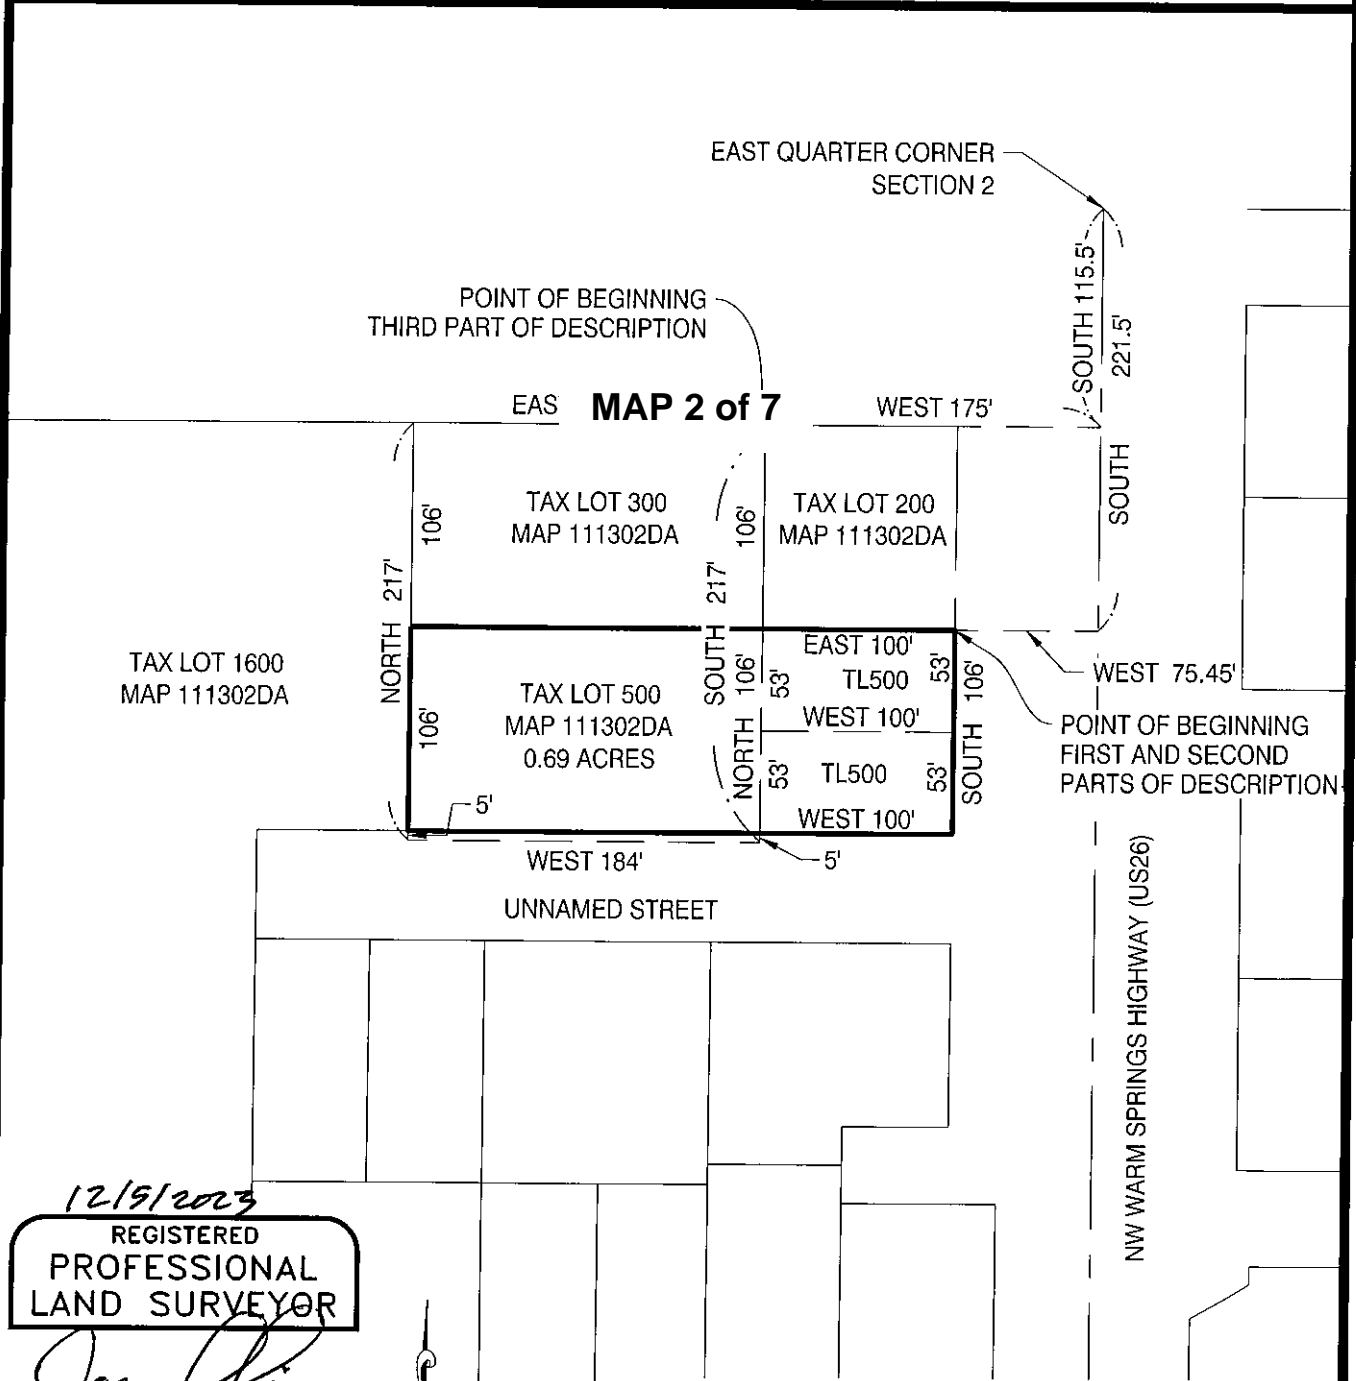 EAST QUARTER CORNER
SECTION 2
SOUTH 115.5'
221.5'
POINT OF BEGINNING
THIRD PART OF DESCRIPTION
EAS
MAP 2 of 7
WEST 175'
SOUTH
106'
TAX LOT 300
MAP 111302DA
106'
TAX LOT 200
MAP 111302DA
NORTH 217'
SOUTH 217'
TAX LOT 1600
MAP 111302DA
106'
TAX LOT 500
MAP 111302DA
0.69 ACRES
NORTH 106'
EAST 100'
53'
TL500
53'
WEST 100'
53'
TL500
53'
WEST 100'
SOUTH 106'
WEST 75.45'
POINT OF BEGINNING
FIRST AND SECOND
PARTS OF DESCRIPTION
5'
WEST 184'
5'
UNNAMED STREET
NW WARM SPRINGS HIGHWAY (US26)
12/5/2023
REGISTERED
PROFESSIONAL
LAND SURVEYOR